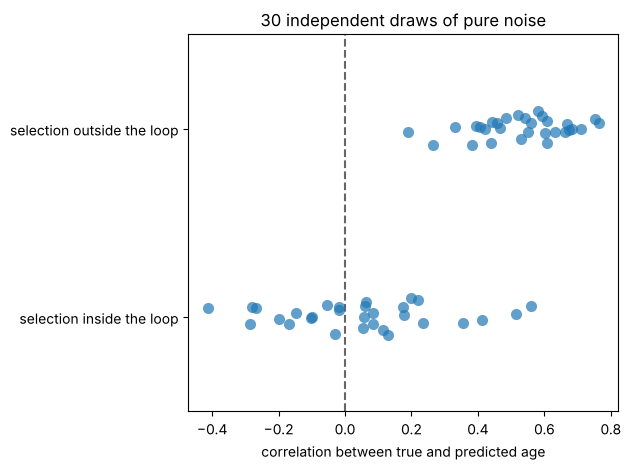 30 independent draws of pure noise
selection outside the loop
selection inside the loop
−0.4 −0.2 0.0 0.2 0.4 0.6 0.8
correlation between true and predicted age